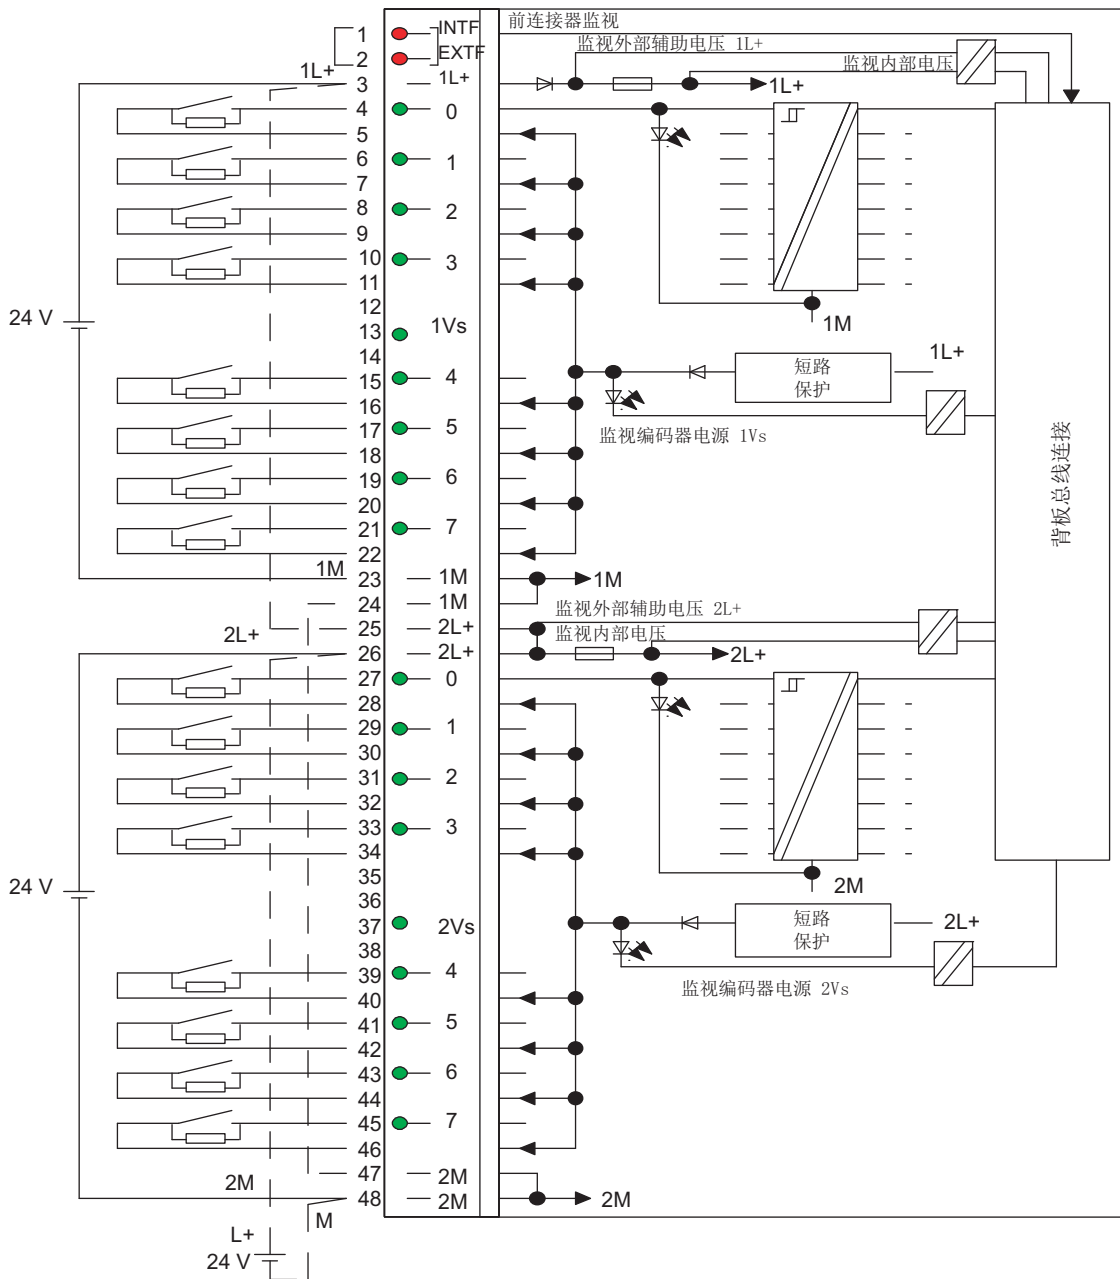 1 INTF 前连接器监视
2 EXTF 监视外部辅助电压 1L+
1L+ 3 1L+ 监视内部电压
1L+
4 0
5
6 1
7
8 2
9
10 3
11
12
24 V 13 1Vs 1M
14
15 4 短路 1L+
保护
16
17 5 监视编码器电源 1Vs
18
19 6
20
21 7
22
背板总线连接
1M 23 1M 1M
24 1M 监视外部辅助电压 2L+
25 2L+ 监视内部电压
2L+ 26 2L+ 2L+
27 0
28
29 1
30
31 2
32
33 3
34
35
24 V 36 2M
37 2Vs 短路 2L+
保护
38
39 4 监视编码器电源 2Vs
40
41 5
42
43 6
44
45 7
46
47 2M
2M 48 2M 2M
M
L+
24 V